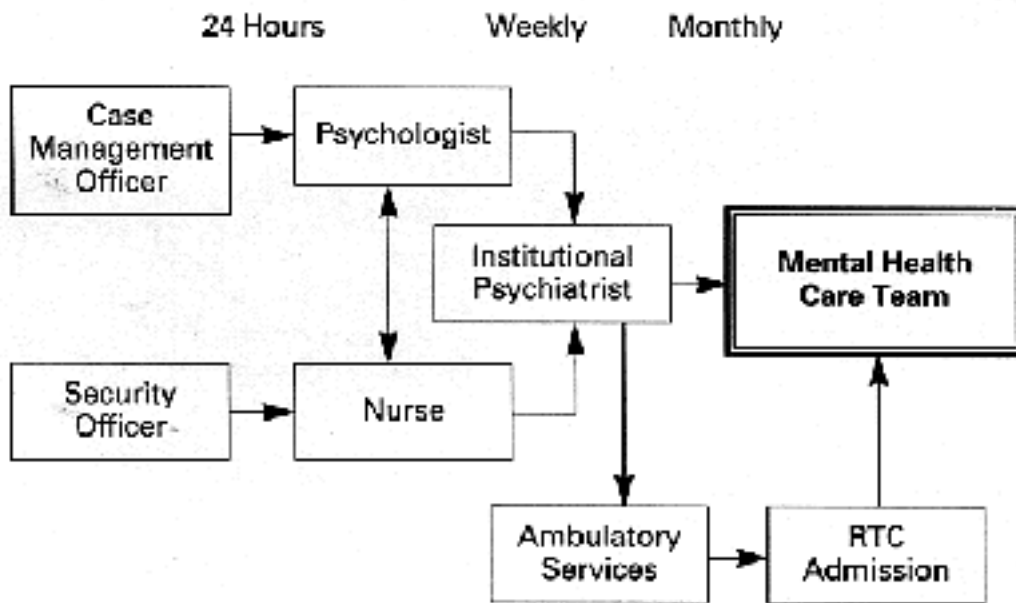 24 Hours Weekly Monthly
Case
Management
Officer
Psychologist
Institutional
Psychiatrist
Mental Health
Care Team
Security
Officer
Nurse
Ambulatory
Services
RTC
Admission